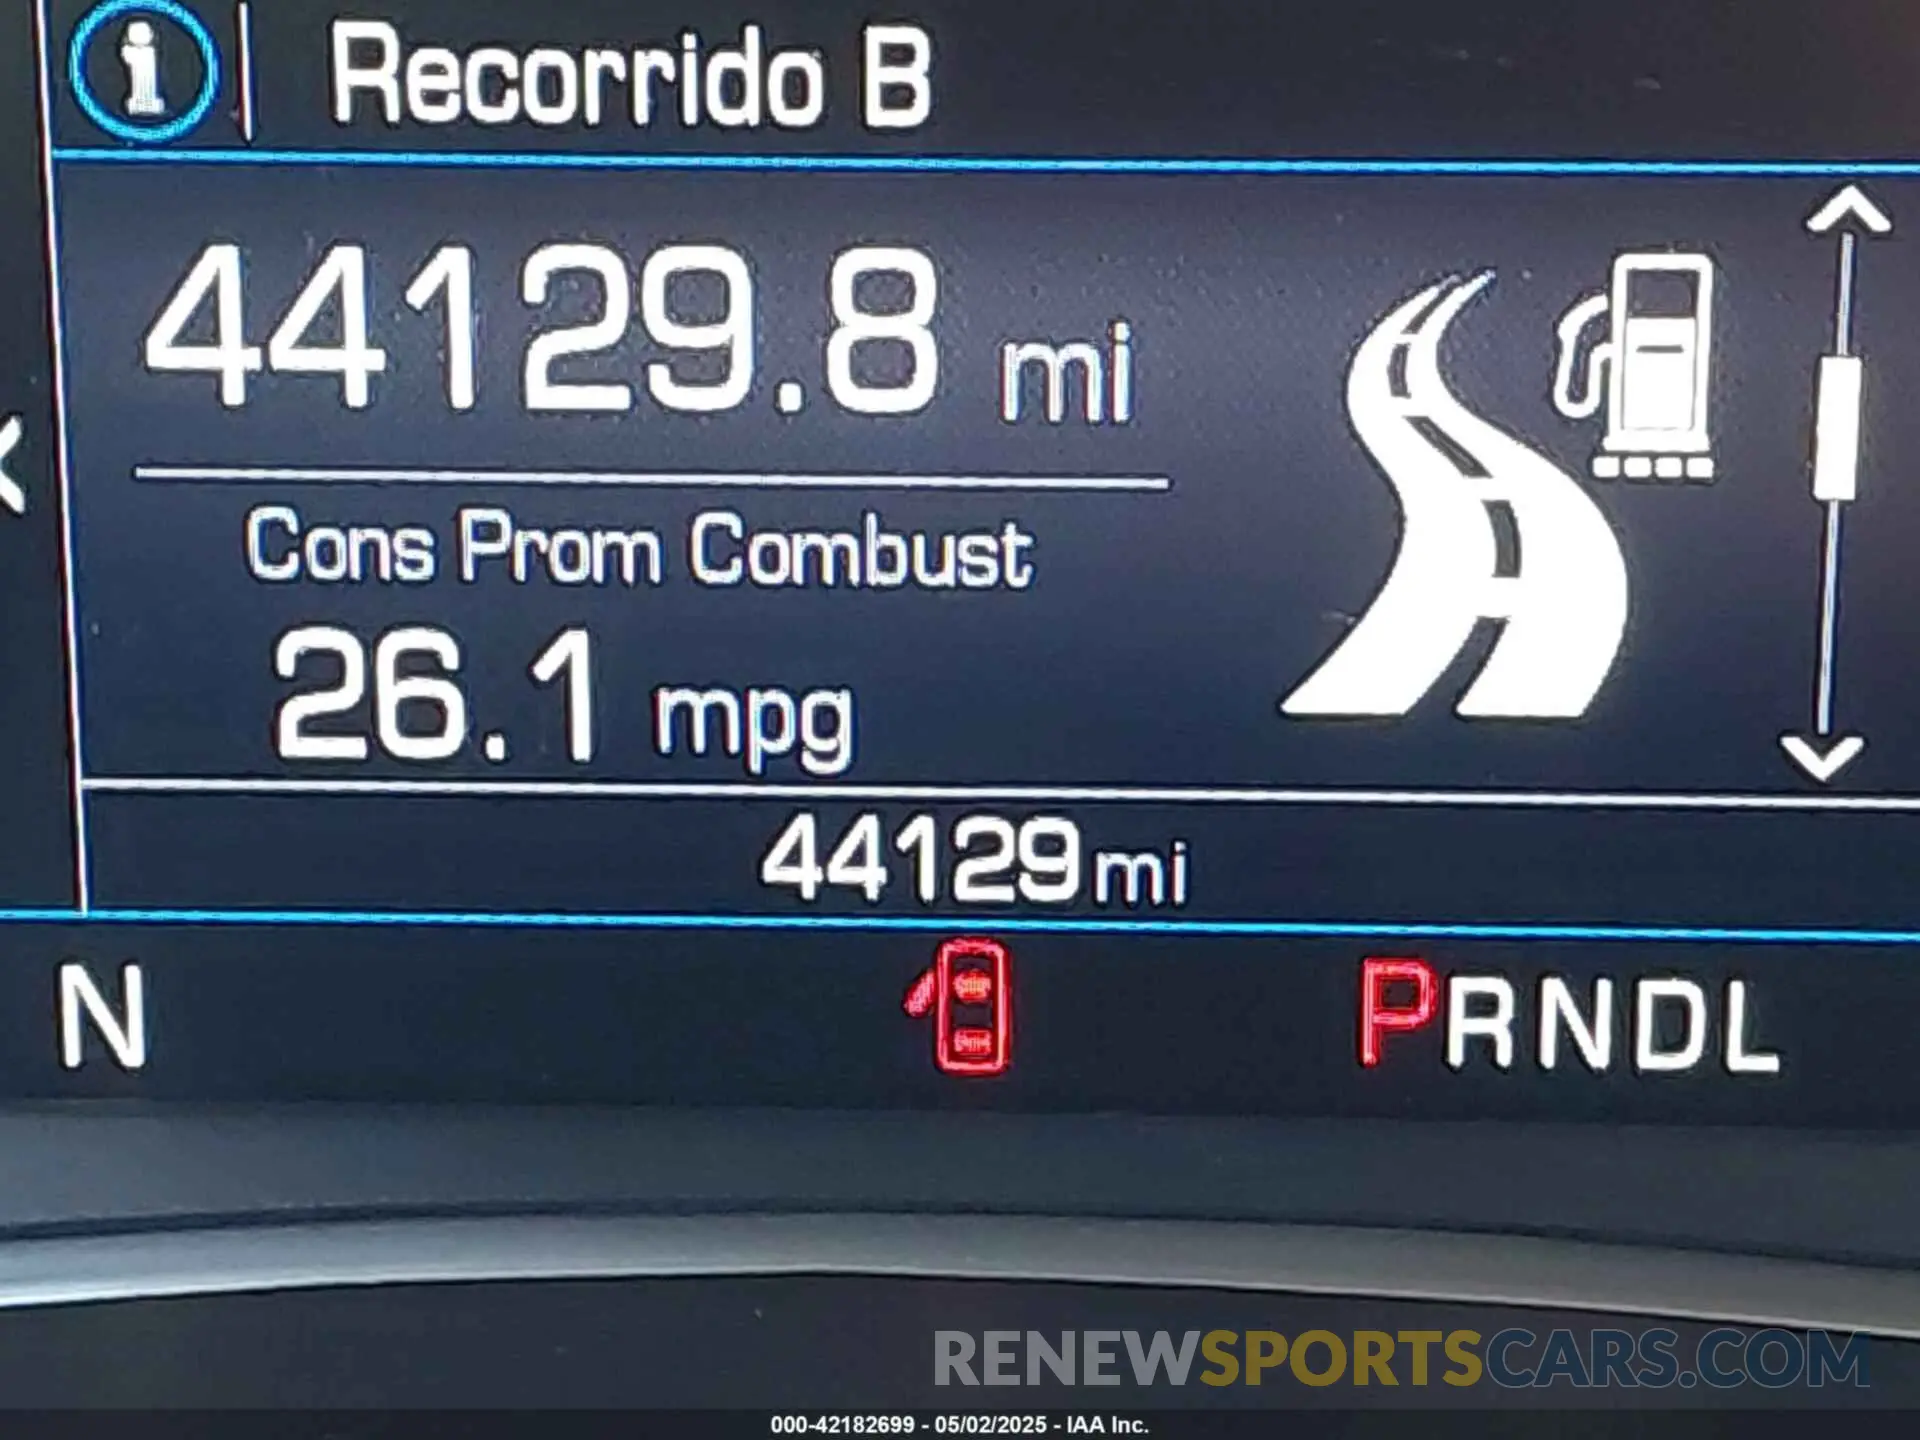 i | Recorrido B
44129.8 mi
Cons Prom Combust
26.1 mpg
44129 mi
N PRNDL
RENEWSPORTSCARS.COM
000-42182699 - 05/02/2025 - IAA Inc.